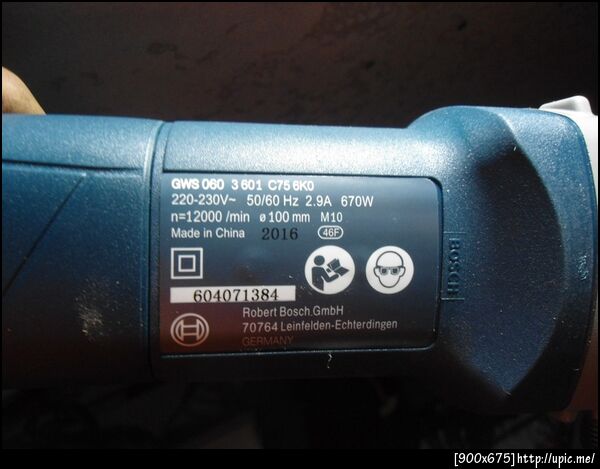 GWS 060 3 601 C75 6K0
220-230V~ 50/60 Hz 2.9A 670W
n=12000 /min ø100 mm M10
Made in China 2016 46F
604071384
Robert Bosch.GmbH
70764 Leinfelden-Echterdingen
GERMANY
BOSCH
[900x675]http://upic.me/